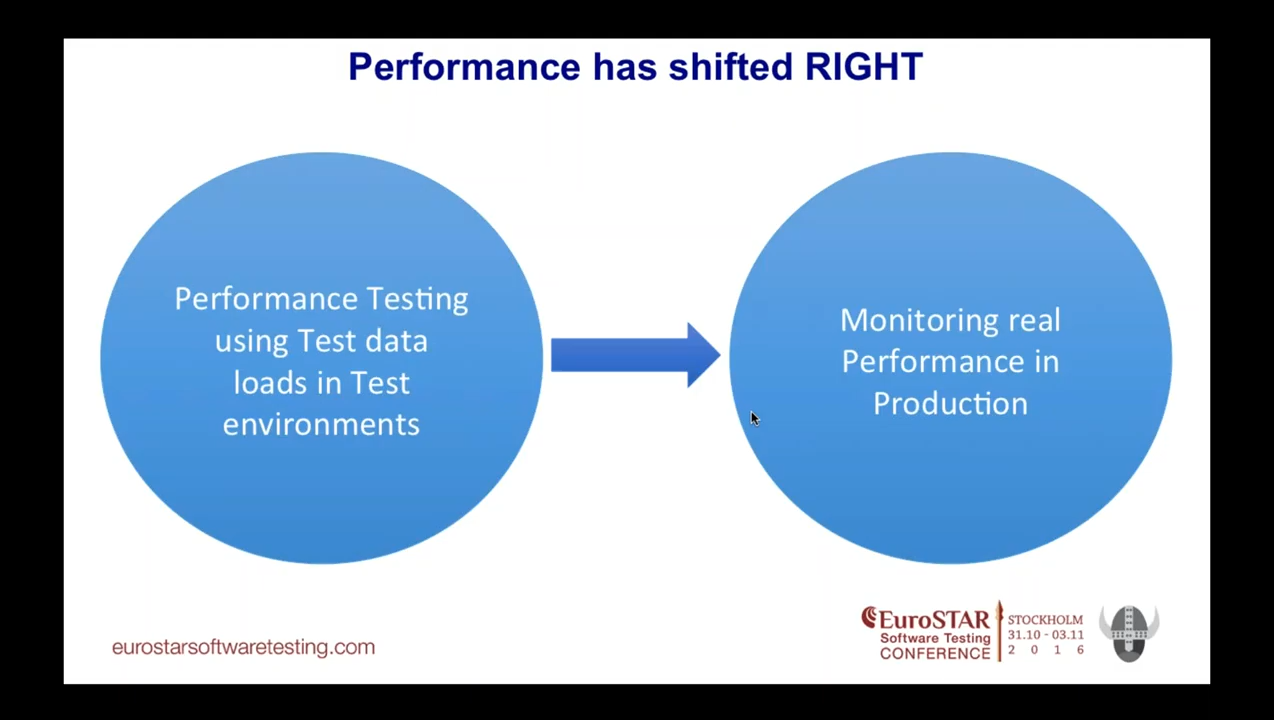 Performance has shifted RIGHT
Performance Testing
using Test data
loads in Test
environments
Monitoring real
Performance in
Production
eurostarsoftwaretesting.com
EuroSTAR
Software Testing
CONFERENCE
STOCKHOLM
31.10 - 03.11
2 0 1 6